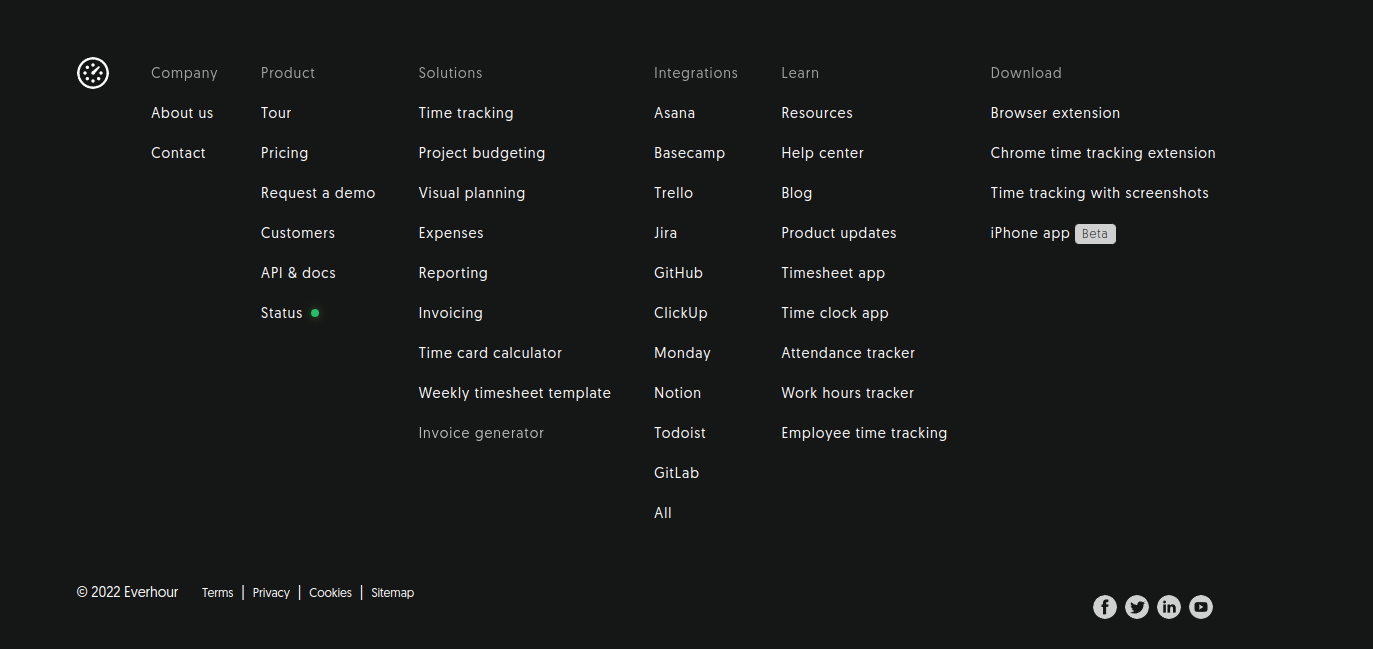 Company
About us
Contact
Product
Tour
Pricing
Request a demo
Customers
API & docs
Status
Solutions
Time tracking
Project budgeting
Visual planning
Expenses
Reporting
Invoicing
Time card calculator
Weekly timesheet template
Invoice generator
Integrations
Asana
Basecamp
Trello
Jira
GitHub
ClickUp
Monday
Notion
Todoist
GitLab
All
Learn
Resources
Help center
Blog
Product updates
Timesheet app
Time clock app
Attendance tracker
Work hours tracker
Employee time tracking
Download
Browser extension
Chrome time tracking extension
Time tracking with screenshots
iPhone app Beta
© 2022 Everhour Terms | Privacy | Cookies | Sitemap